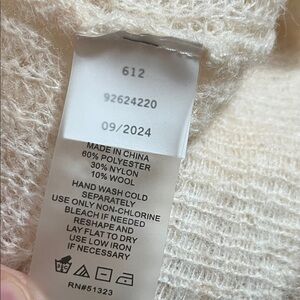 612
92624220
09/2024
MADE IN CHINA
60% POLYESTER
30% NYLON
10% WOOL
HAND WASH COLD
SEPARATELY
USE ONLY NON-CHLORINE
BLEACH IF NEEDED
RESHAPE AND
LAY FLAT TO DRY
USE LOW IRON
IF NECESSARY
RN#51323